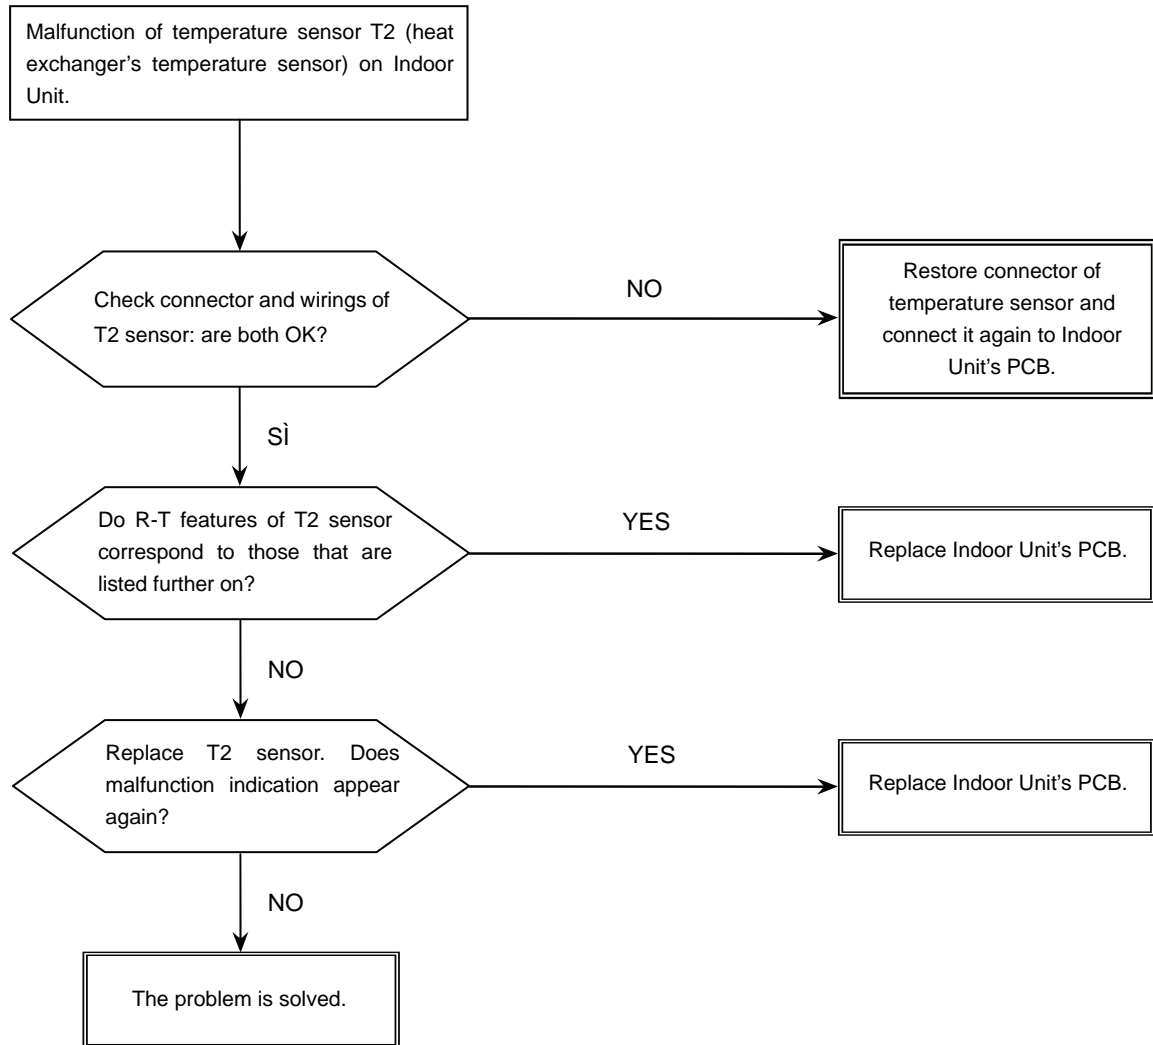 Malfunction of temperature sensor T2 (heat
exchanger’s temperature sensor) on Indoor
Unit.
Check connector and wirings of
T2 sensor: are both OK?
NO
Restore connector of
temperature sensor and
connect it again to Indoor
Unit's PCB.
SÌ
Do R-T features of T2 sensor
correspond to those that are
listed further on?
YES
Replace Indoor Unit's PCB.
NO
Replace T2 sensor. Does
malfunction indication appear
again?
YES
Replace Indoor Unit's PCB.
NO
The problem is solved.